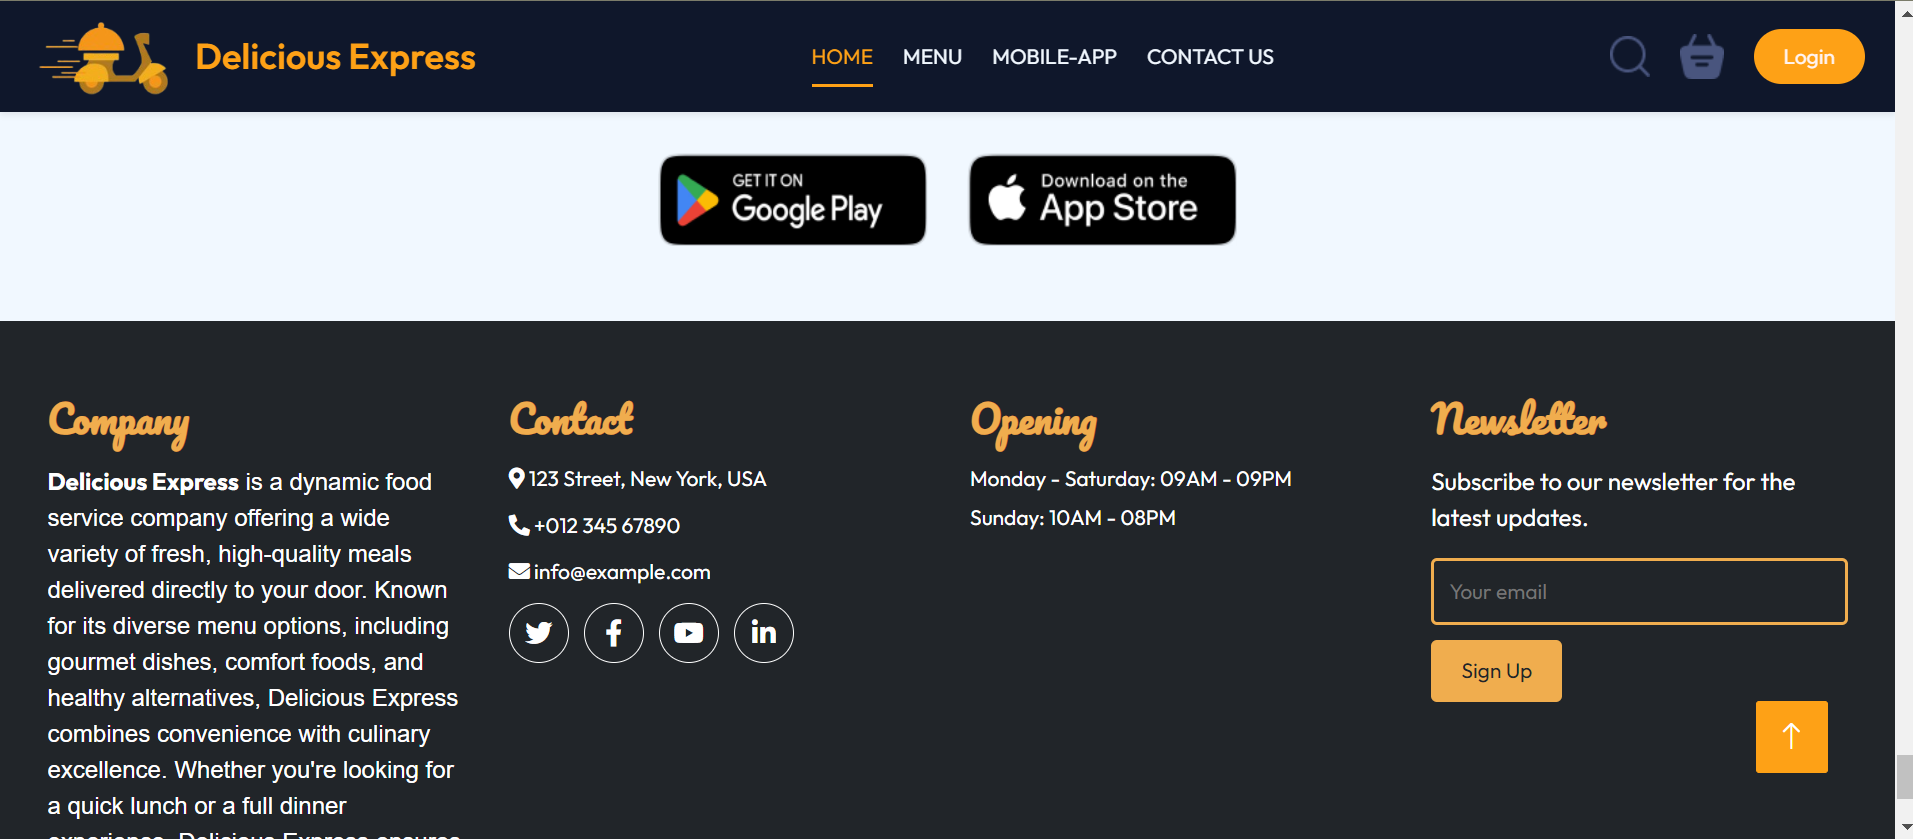 Delicious Express
HOME
MENU
MOBILE-APP
CONTACT US
Login
GET IT ON
Google Play
Download on the
App Store
Company
Delicious Express is a dynamic food
service company offering a wide
variety of fresh, high-quality meals
delivered directly to your door. Known
for its diverse menu options, including
gourmet dishes, comfort foods, and
healthy alternatives, Delicious Express
combines convenience with culinary
excellence. Whether you're looking for
a quick lunch or a full dinner
experience, Delicious Express ensures
Contact
123 Street, New York, USA
+012 345 67890
info@example.com
Opening
Monday - Saturday: 09AM - 09PM
Sunday: 10AM - 08PM
Newsletter
Subscribe to our newsletter for the
latest updates.
Your email
Sign Up